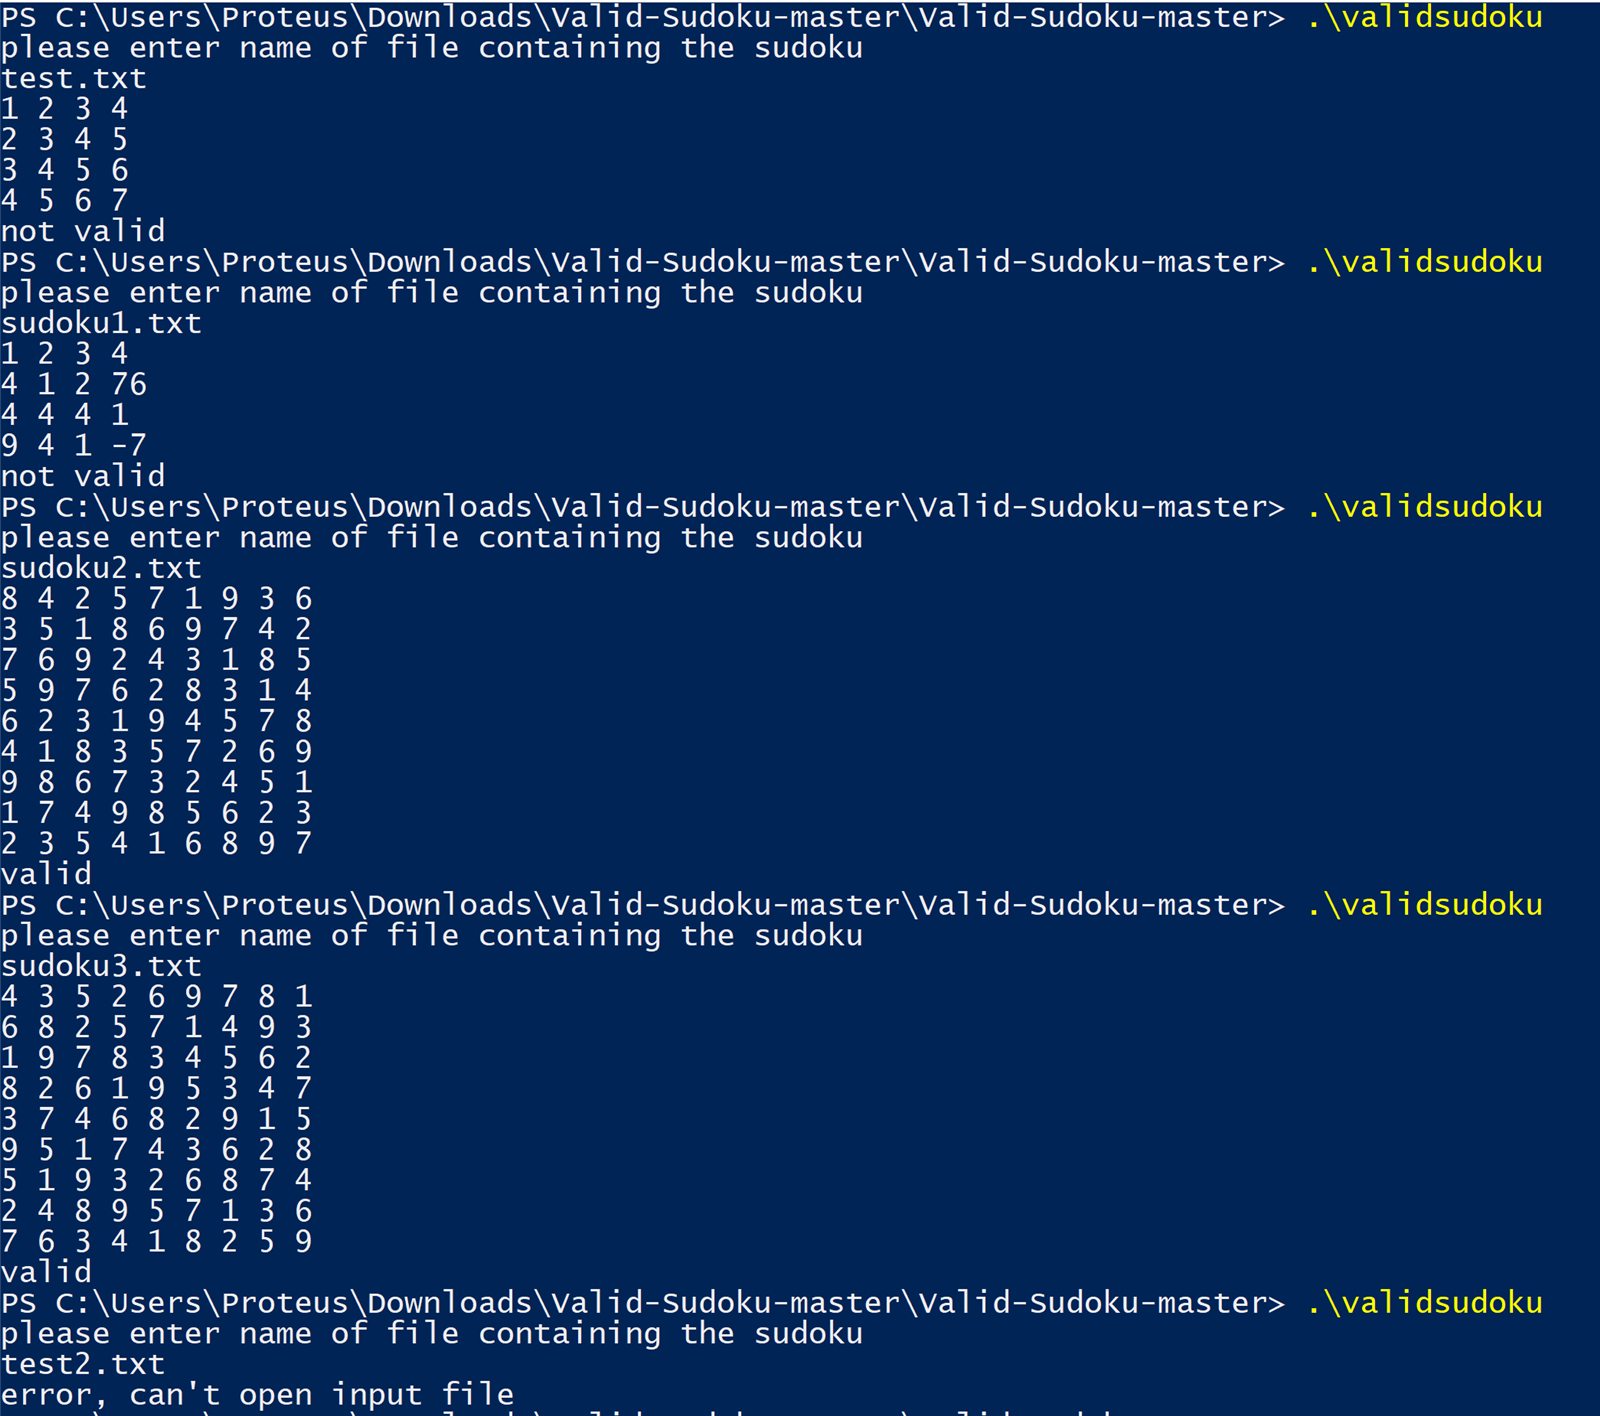 PS C:\Users\Proteus\Downloads\Valid-Sudoku-master\Valid-Sudoku-master> .\validsudoku
please enter name of file containing the sudoku
test.txt
1 2 3 4
2 3 4 5
3 4 5 6
4 5 6 7
not valid
PS C:\Users\Proteus\Downloads\Valid-Sudoku-master\Valid-Sudoku-master> .\validsudoku
please enter name of file containing the sudoku
sudoku1.txt
1 2 3 4
4 1 2 76
4 4 4 1
9 4 1 -7
not valid
PS C:\Users\Proteus\Downloads\Valid-Sudoku-master\Valid-Sudoku-master> .\validsudoku
please enter name of file containing the sudoku
sudoku2.txt
8 4 2 5 7 1 9 3 6
3 5 1 8 6 9 7 4 2
7 6 9 2 4 3 1 8 5
5 9 7 6 2 8 3 1 4
6 2 3 1 9 4 5 7 8
4 1 8 3 5 7 2 6 9
9 8 6 7 3 2 4 5 1
1 7 4 9 8 5 6 2 3
2 3 5 4 1 6 8 9 7
valid
PS C:\Users\Proteus\Downloads\Valid-Sudoku-master\Valid-Sudoku-master> .\validsudoku
please enter name of file containing the sudoku
sudoku3.txt
4 3 5 2 6 9 7 8 1
6 8 2 5 7 1 4 9 3
1 9 7 8 3 4 5 6 2
8 2 6 1 9 5 3 4 7
3 7 4 6 8 2 9 1 5
9 5 1 7 4 3 6 2 8
5 1 9 3 2 6 8 7 4
2 4 8 9 5 7 1 3 6
7 6 3 4 1 8 2 5 9
valid
PS C:\Users\Proteus\Downloads\Valid-Sudoku-master\Valid-Sudoku-master> .\validsudoku
please enter name of file containing the sudoku
test2.txt
error, can't open input file